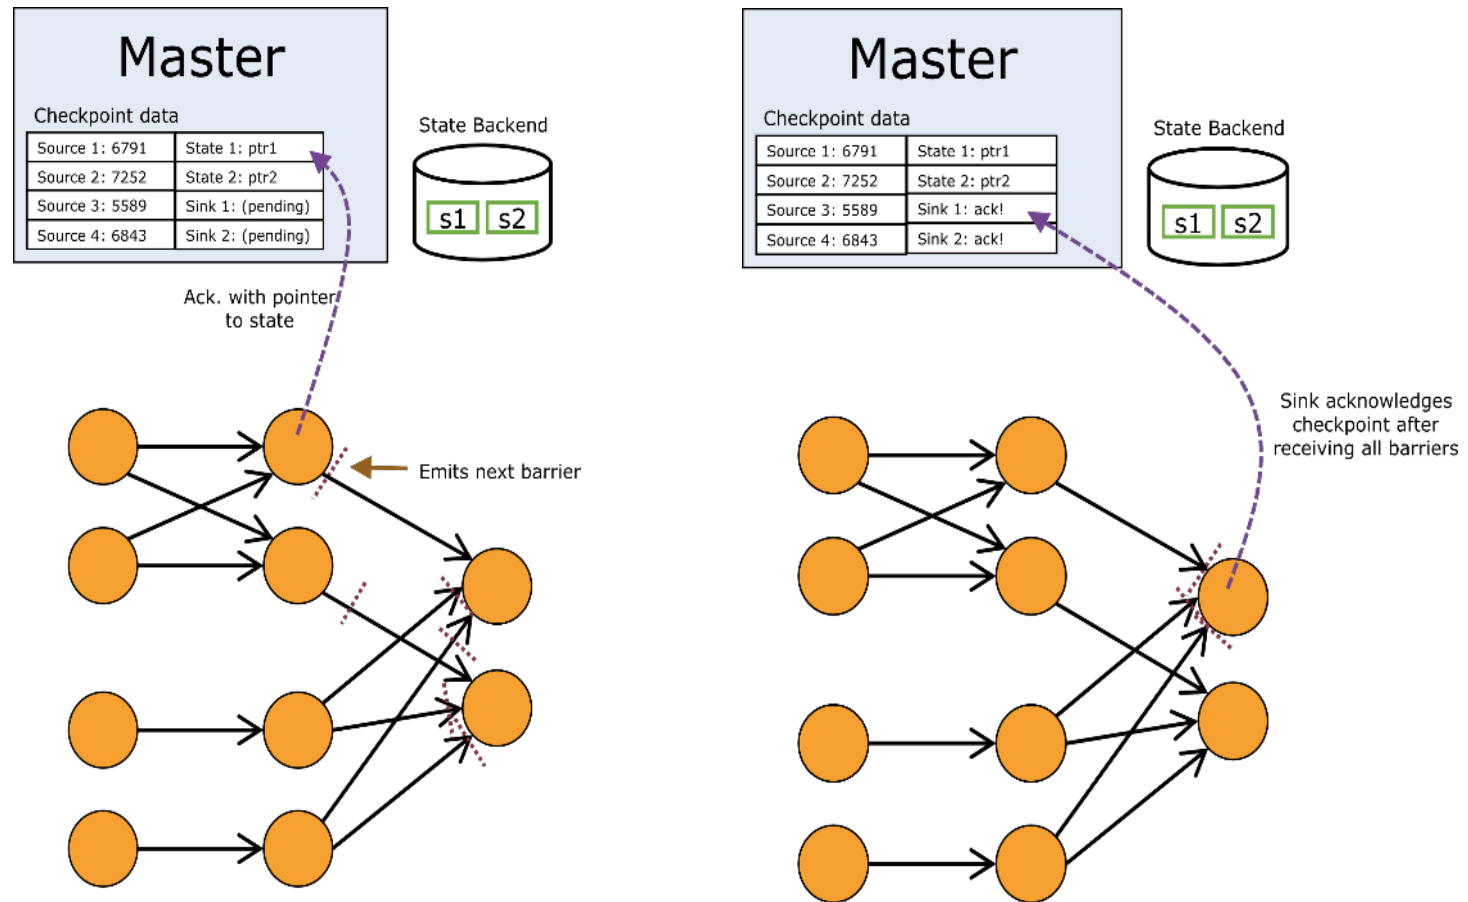 Master
Checkpoint data
Source 1: 6791 State 1: ptr1
Source 2: 7252 State 2: ptr2
Source 3: 5589 Sink 1: (pending)
Source 4: 6843 Sink 2: (pending)
State Backend
s1 s2
Ack. with pointer
to state
Emits next barrier
Master
Checkpoint data
Source 1: 6791 State 1: ptr1
Source 2: 7252 State 2: ptr2
Source 3: 5589 Sink 1: ack!
Source 4: 6843 Sink 2: ack!
State Backend
s1 s2
Sink acknowledges
checkpoint after
receiving all barriers